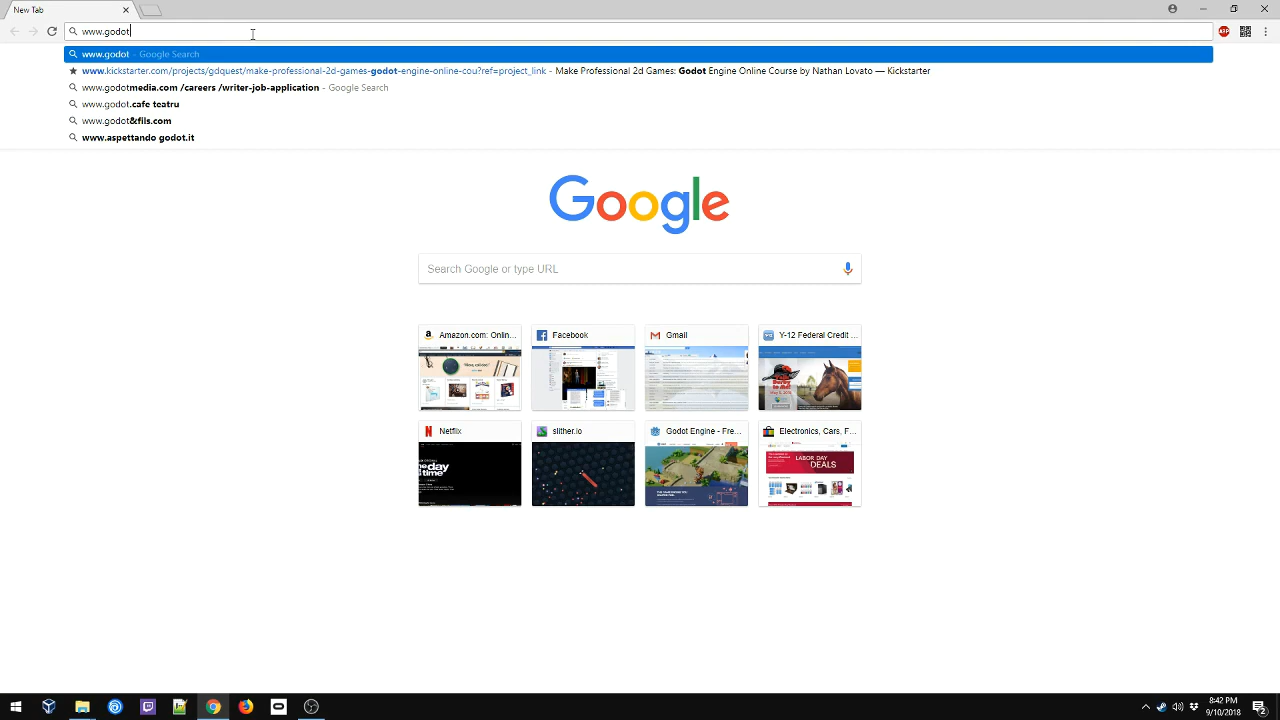 New Tab
www.godot
www.godot - Google Search
www.kickstarter.com/projects/gdquest/make-professional-2d-games-godot-engine-online-cou?ref=project_link - Make Professional 2d Games: Godot Engine Online Course by Nathan Lovato — Kickstarter
www.godotmedia.com /careers /writer-job-application - Google Search
www.godot.cafe teatru
www.godot&fils.com
www.aspettando godot.it
Google
Search Google or type URL
Amazon.com: Onlin...
Facebook
Gmail
Y-12 Federal Credit ...
Netflix
slither.io
Godot Engine - Fre...
Electronics, Cars, F...
LABOR DAY
DEALS
8:42 PM
9/10/2018